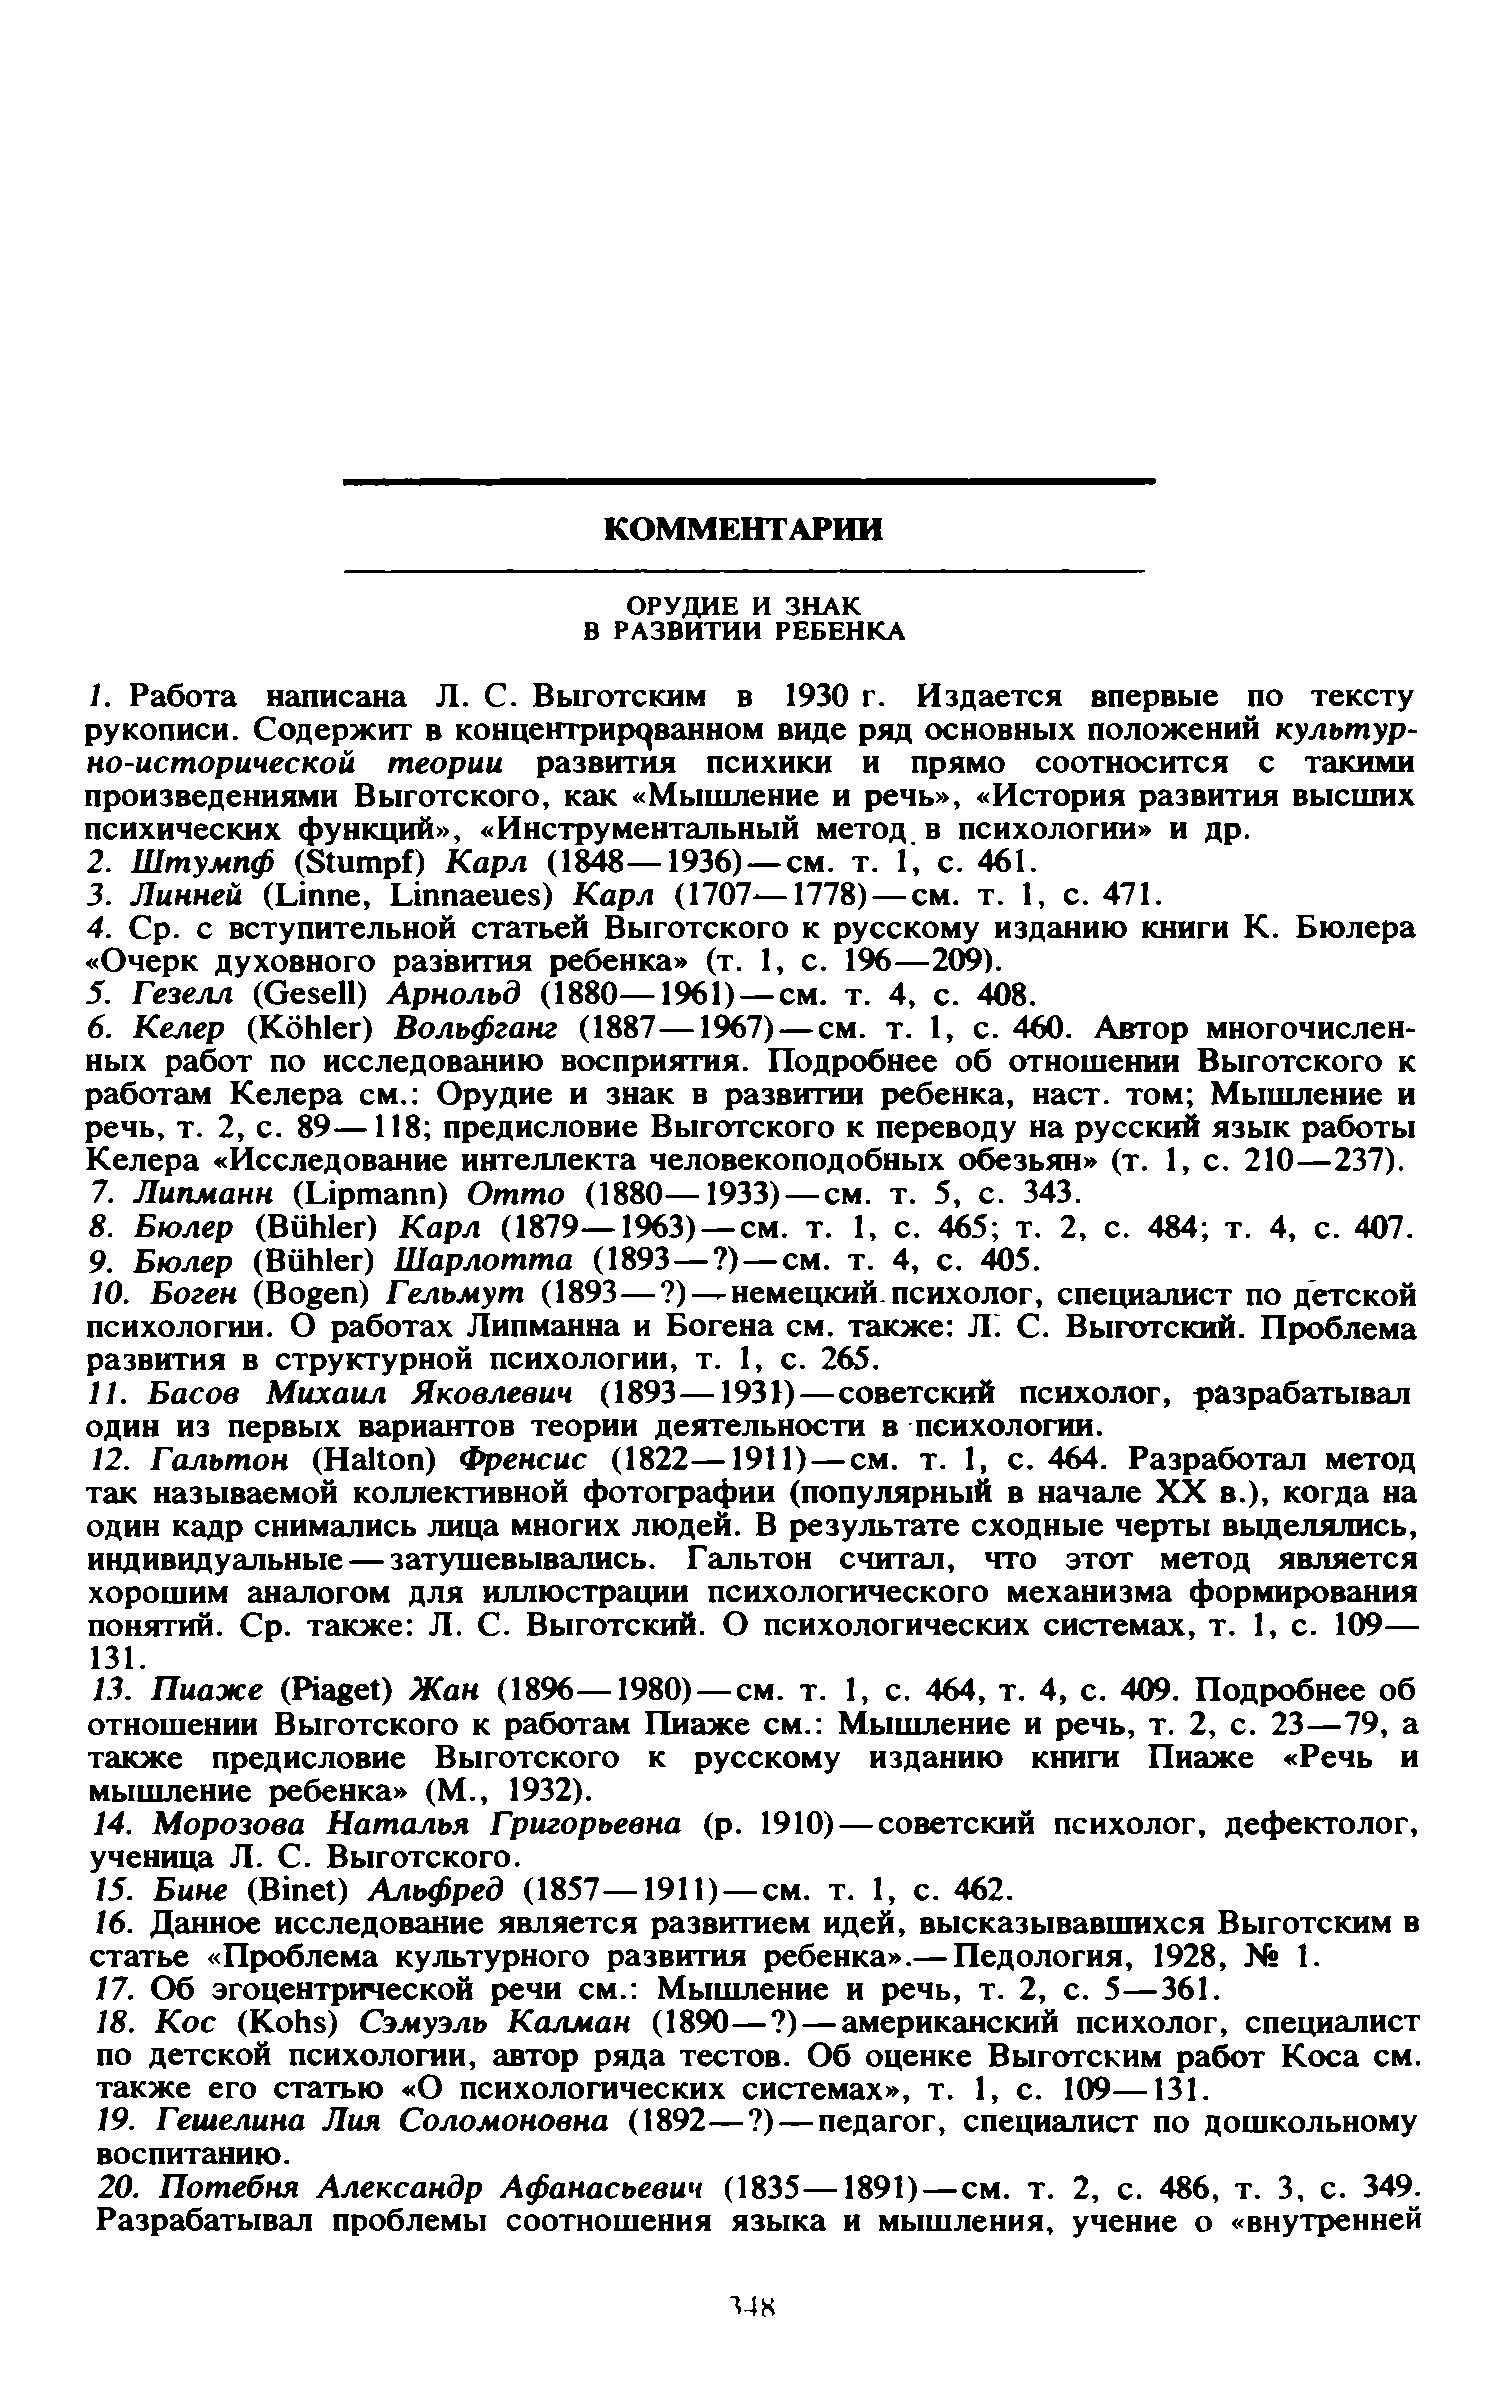 КОММЕНТАРИИ
ОРУДИЕ И ЗНАК
В РАЗВИТИИ РЕБЕНКА
1. Работа написана Л. С. Выготским в 1930 г. Издается впервые по тексту
рукописи. Содержит в концентрированном виде ряд основных положений культур-
но-исторической теории развития психики и прямо соотносится с такими
произведениями Выготского, как «Мышление и речь», «История развития высших
психических функций», «Инструментальный метод в психологии» и др.
2. Штумпф (Stumpf) Карл (1848—1936)—см. т. 1, с. 461.
3. Линней (Linne, Linnaeues) Карл (1707—1778)—см. т. 1, с. 471.
4. Ср. с вступительной статьей Выготского к русскому изданию книги К. Бюлера
«Очерк духовного развития ребенка» (т. 1, с. 196—209).
5. Гезелл (Gesell) Арнольд (1880—1961)—см. т. 4, с. 408.
6. Келер (Köhler) Вольфганг (1887—1967)—см. т. 1, с. 460. Автор многочислен-
ных работ по исследованию восприятия. Подробнее об отношении Выготского к
работам Келера см.: Орудие и знак в развитии ребенка, наст. том; Мышление и
речь, т. 2, с. 89—118; предисловие Выготского к переводу на русский язык работы
Келера «Исследование интеллекта человекоподобных обезьян» (т. 1, с. 210—237).
7. Липманн (Lipmann) Отто (1880—1933)—см. т. 5, с. 343.
8. Бюлер (Bühler) Карл (1879—1963)—см. т. 1, с. 465; т. 2, с. 484; т. 4, с. 407.
9. Бюлер (Bühler) Шарлотта (1893—?)—см. т. 4, с. 405.
10. Боген (Bogen) Гельмут (1893—?)—немецкий психолог, специалист по детской
психологии. О работах Липманна и Богена см. также: Л. С. Выготский. Проблема
развития в структурной психологии, т. 1, с. 265.
11. Басов Михаил Яковлевич (1893—1931)—советский психолог, разрабатывал
один из первых вариантов теории деятельности в психологии.
12. Гальтон (Halton) Френсис (1822—1911)—см. т. 1, с. 464. Разработал метод
так называемой коллективной фотографии (популярный в начале XX в.), когда на
один кадр снимались лица многих людей. В результате сходные черты выделялись,
индивидуальные—затушевывались. Гальтон считал, что этот метод является
хорошим аналогом для иллюстрации психологического механизма формирования
понятий. Ср. также: Л. С. Выготский. О психологических системах, т. 1, с. 109—
131.
13. Пиаже (Piaget) Жан (1896—1980)—см. т. 1, с. 464, т. 4, с. 409. Подробнее об
отношении Выготского к работам Пиаже см.: Мышление и речь, т. 2, с. 23—79, а
также предисловие Выготского к русскому изданию книги Пиаже «Речь и
мышление ребенка» (М., 1932).
14. Морозова Наталья Григорьевна (р. 1910)—советский психолог, дефектолог,
ученица Л. С. Выготского.
15. Бине (Binet) Альфред (1857—1911)—см. т. 1, с. 462.
16. Данное исследование является развитием идей, высказывавшихся Выготским в
статье «Проблема культурного развития ребенка».—Педология, 1928, № 1.
17. Об эгоцентрической речи см.: Мышление и речь, т. 2, с. 5—361.
18. Кос (Kohs) Сэмуэль Калман (1890—?)—американский психолог, специалист
по детской психологии, автор ряда тестов. Об оценке Выготским работ Коса см.
также его статью «О психологических системах», т. 1, с. 109—131.
19. Гешелина Лия Соломоновна (1892—?)—педагог, специалист по дошкольному
воспитанию.
20. Потебня Александр Афанасьевич (1835—1891)—см. т. 2, с. 486, т. 3, с. 349.
Разрабатывал проблемы соотношения языка и мышления, учение о «внутренней
348